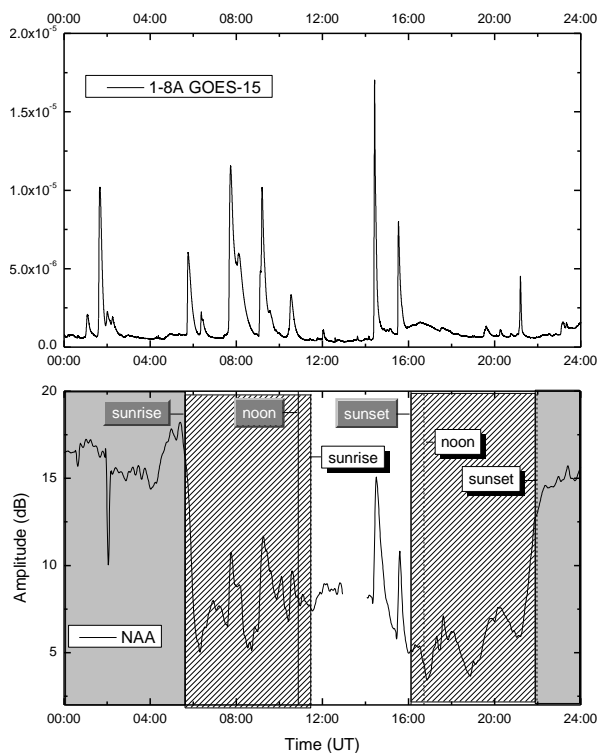 00:00 04:00 08:00 12:00 16:00 20:00 24:00
2.0x10⁻⁵
1-8A GOES-15
1.5x10⁻⁵
1.0x10⁻⁵
5.0x10⁻⁶
0.0
00:00 04:00 08:00 12:00 16:00 20:00 24:00
20
sunrise noon sunset
noon
sunrise
sunset
15
10
5
Amplitude (dB)
NAA
00:00 04:00 08:00 12:00 16:00 20:00 24:00
Time (UT)